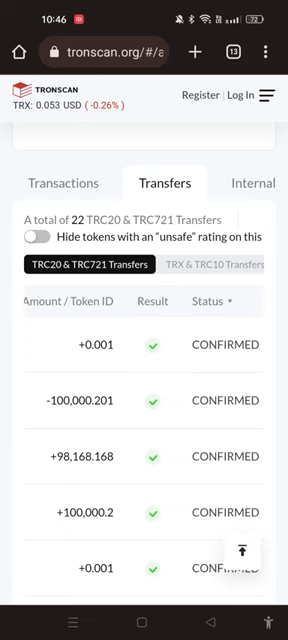 10:46
72
tronscan.org/#/a
13
TRONSCAN
TRX: 0.053 USD (-0.26%)
Register | Log In
Transactions
Transfers
Internal
A total of 22 TRC20 & TRC721 Transfers
Hide tokens with an “unsafe” rating on this
TRC20 & TRC721 Transfers
TRX & TRC10 Transfers
Amount / Token ID
Result
Status
+0.001
CONFIRMED
-100,000.201
CONFIRMED
+98,168.168
CONFIRMED
+100,000.2
CONFIRMED
+0.001
CONFIRMED